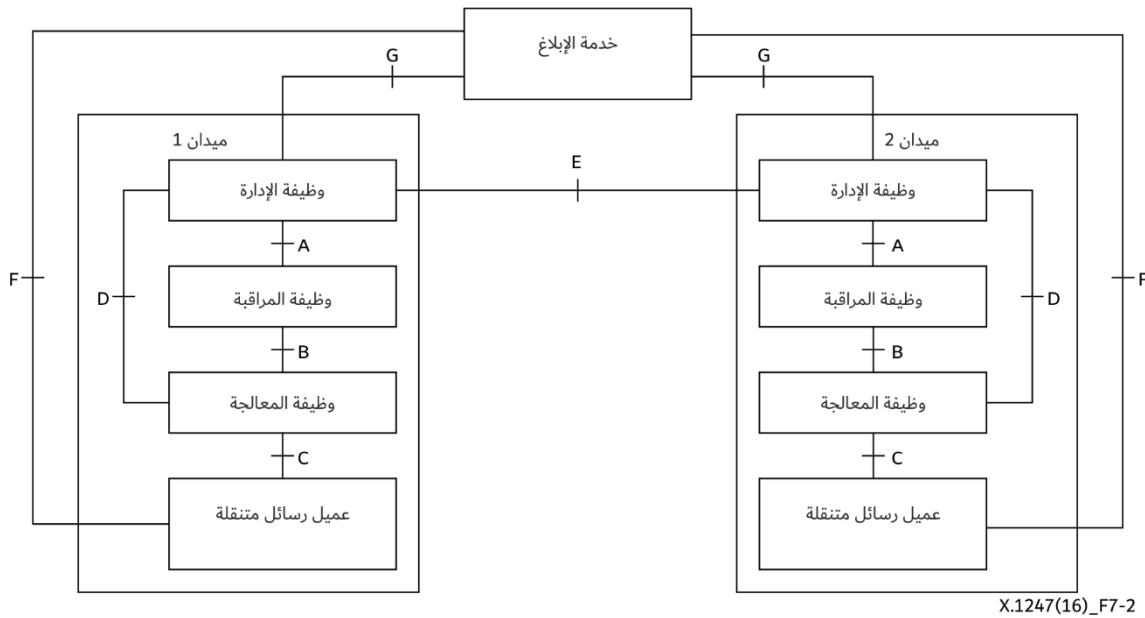 خدمة الإبلاغ
G
G
ميدان 1
ميدان 2
E
وظيفة الإدارة
وظيفة الإدارة
A
A
F
F
D
وظيفة المراقبة
وظيفة المراقبة
D
B
B
وظيفة المعالجة
وظيفة المعالجة
C
C
عميل رسائل متنقلة
عميل رسائل متنقلة
X.1247(16)_F7-2